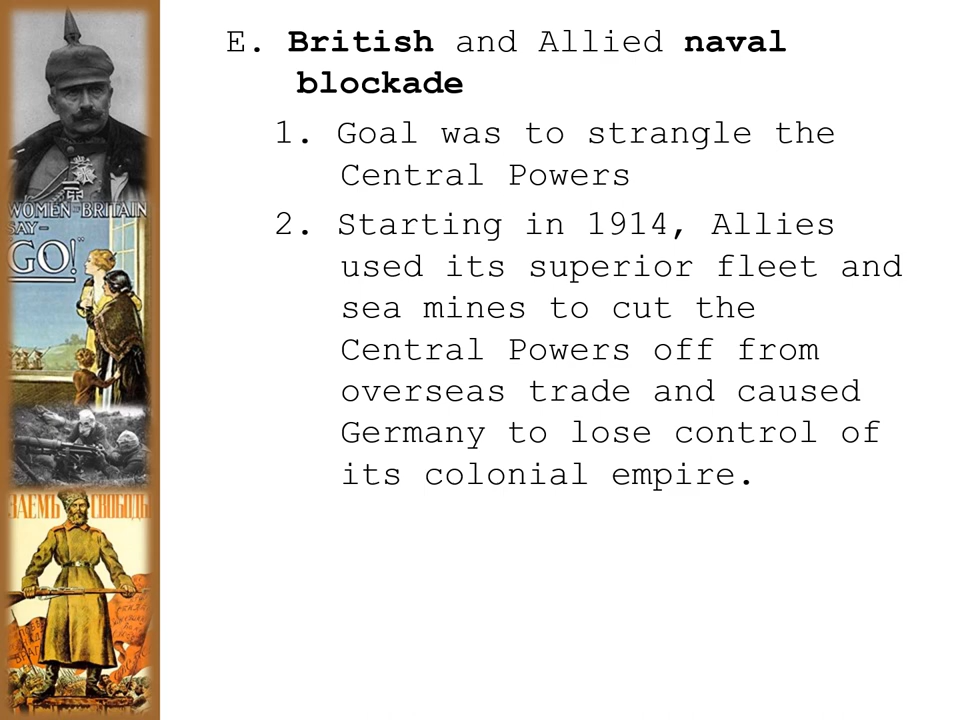 E. British and Allied naval
blockade
1. Goal was to strangle the
Central Powers
2. Starting in 1914, Allies
used its superior fleet and
sea mines to cut the
Central Powers off from
overseas trade and caused
Germany to lose control of
its colonial empire.
WOMEN OF BRITAIN
SAY-
"GO!"
ЗАЕМЪ СВОБОДЫ